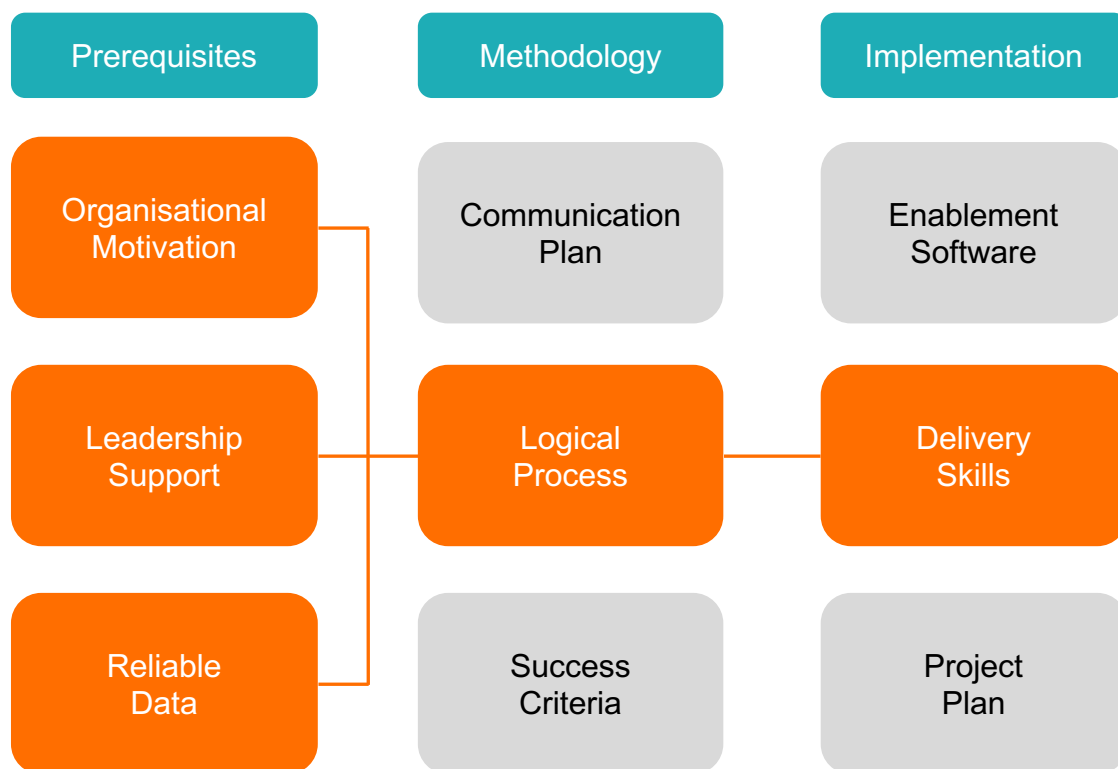 Prerequisites
Methodology
Implementation
Organisational
Motivation
Communication
Plan
Enablement
Software
Leadership
Support
Logical
Process
Delivery
Skills
Reliable
Data
Success
Criteria
Project
Plan